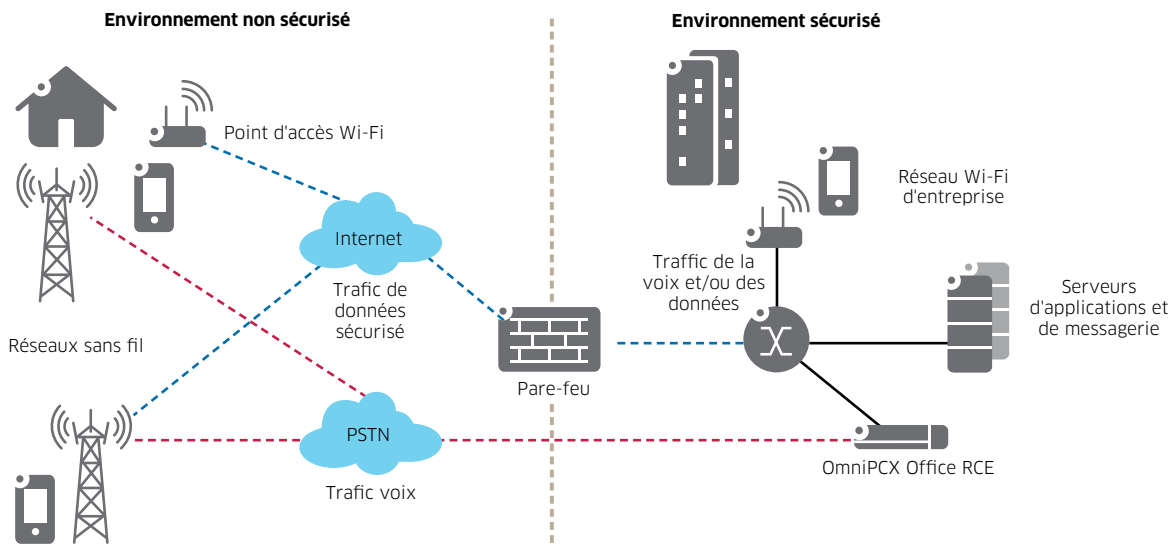 Environnement non sécurisé
Environnement sécurisé
Point d'accès Wi-Fi
Réseau Wi-Fi
d'entreprise
Internet
Traffic de la
voix et/ou des
données
Trafic de
données
sécurisé
Serveurs
d'applications et
de messagerie
Réseaux sans fil
Pare-feu
PSTN
Trafic voix
OmniPCX Office RCE